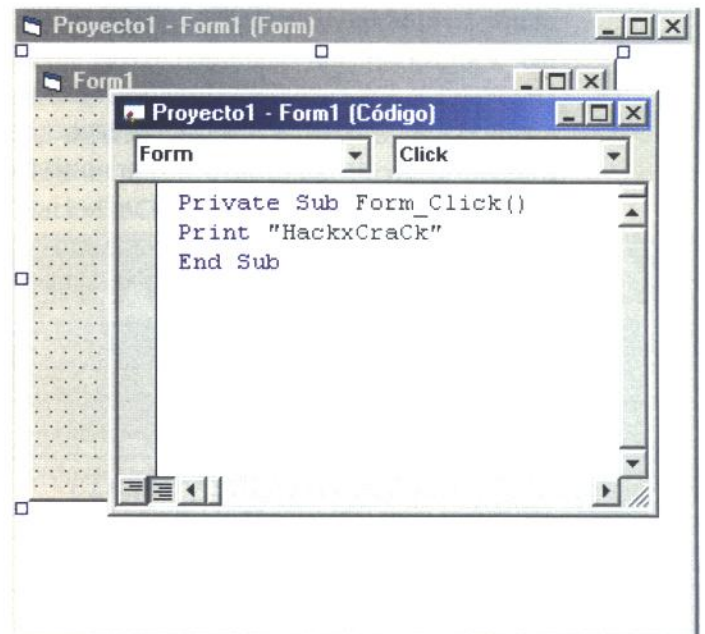 Proyecto1 - Form1 (Form)
Form1
Proyecto1 - Form1 (Código)
Form
Click
Private Sub Form_Click()
Print "HackxCraCk"
End Sub